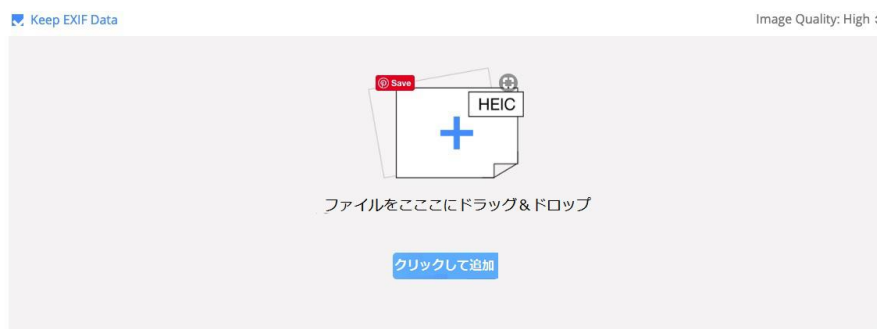 Keep EXIF Data
Image Quality: High
Save
HEIC
ファイルをこここにドラッグ＆ドロップ
クリックして追加